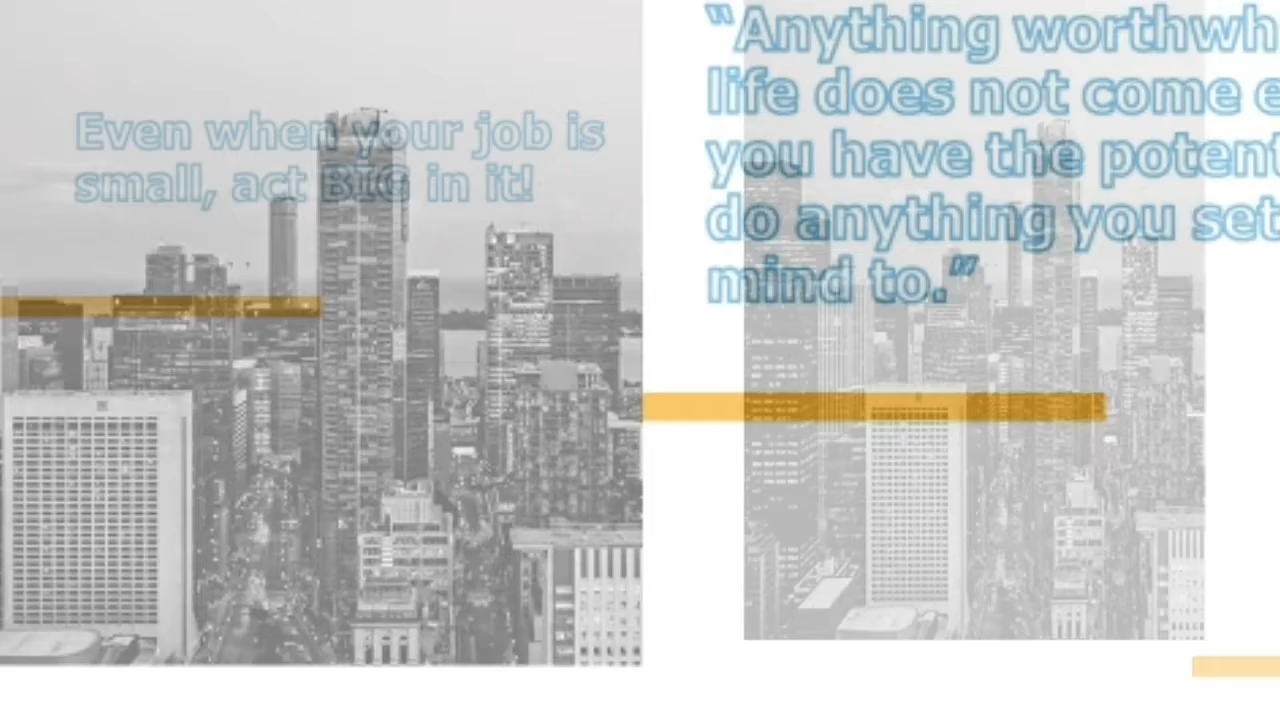 Even when your job is
small, act BIG in it!
“Anything worthwh
life does not come e
you have the potent
do anything you set
mind to.”